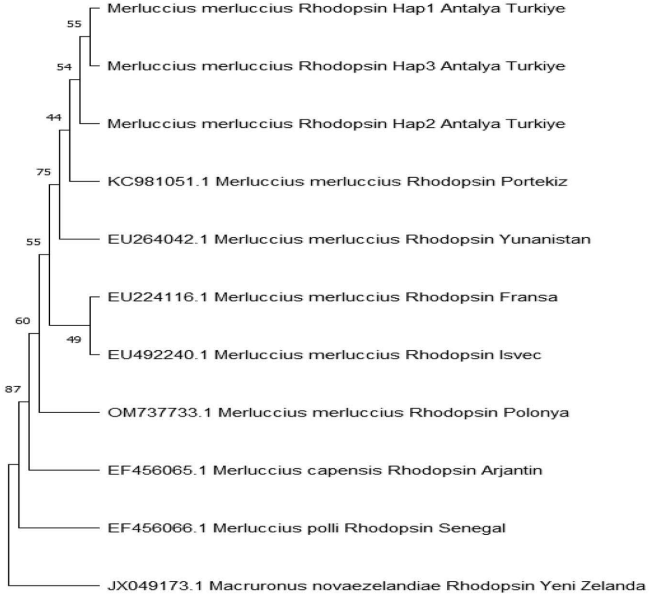 Merluccius merluccius Rhodopsin Hap1 Antalya Turkiye
55
Merluccius merluccius Rhodopsin Hap3 Antalya Turkiye
54
Merluccius merluccius Rhodopsin Hap2 Antalya Turkiye
44
KC981051.1 Merluccius merluccius Rhodopsin Portekiz
75
EU264042.1 Merluccius merluccius Rhodopsin Yunanistan
55
EU224116.1 Merluccius merluccius Rhodopsin Fransa
60
49
EU492240.1 Merluccius merluccius Rhodopsin Isvec
87
OM737733.1 Merluccius merluccius Rhodopsin Polonya
EF456065.1 Merluccius capensis Rhodopsin Arjantin
EF456066.1 Merluccius polli Rhodopsin Senegal
JX049173.1 Macruronus novaezelandiae Rhodopsin Yeni Zelanda